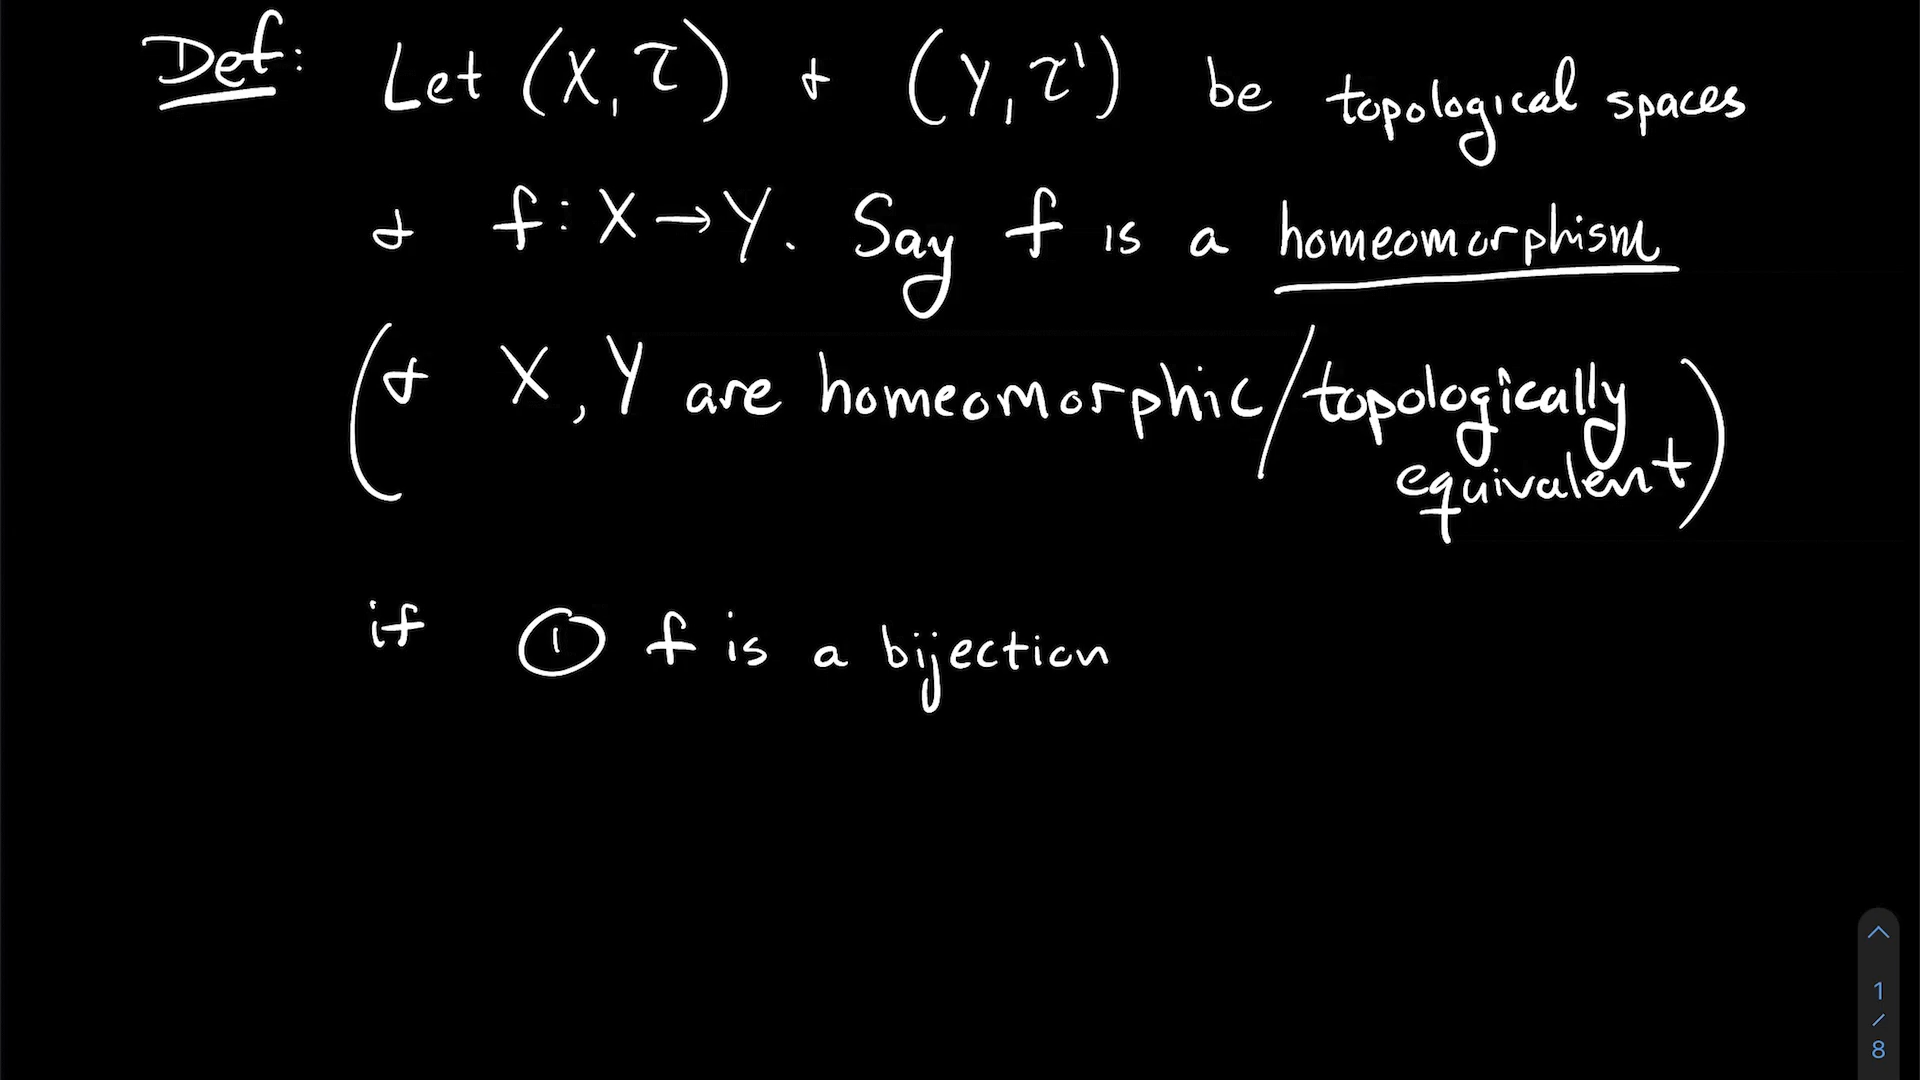 Def: Let (X, τ) & (Y, τ') be topological spaces
& f: X → Y. Say f is a homeomorphism
(& X, Y are homeomorphic/topologically
equivalent)
if ① f is a bijection
1
/
8